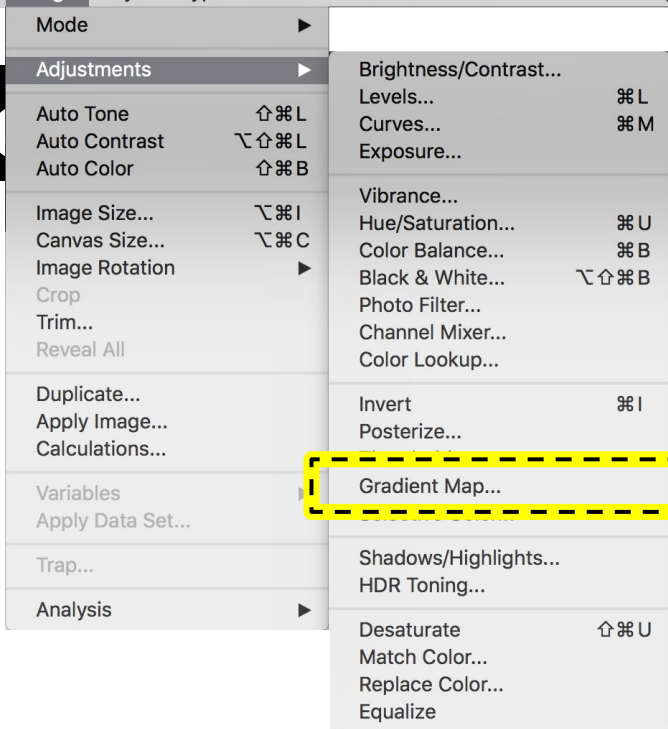 Mode
Adjustments
Auto Tone ⇧⌘L
Auto Contrast ⌥⇧⌘L
Auto Color ⇧⌘B
Image Size... ⌥⌘I
Canvas Size... ⌥⌘C
Image Rotation
Crop
Trim...
Reveal All
Duplicate...
Apply Image...
Calculations...
Variables
Apply Data Set...
Trap...
Analysis
Brightness/Contrast...
Levels... ⌘L
Curves... ⌘M
Exposure...
Vibrance...
Hue/Saturation... ⌘U
Color Balance... ⌘B
Black & White... ⌥⇧⌘B
Photo Filter...
Channel Mixer...
Color Lookup...
Invert ⌘I
Posterize...
Gradient Map...
Shadows/Highlights...
HDR Toning...
Desaturate ⇧⌘U
Match Color...
Replace Color...
Equalize